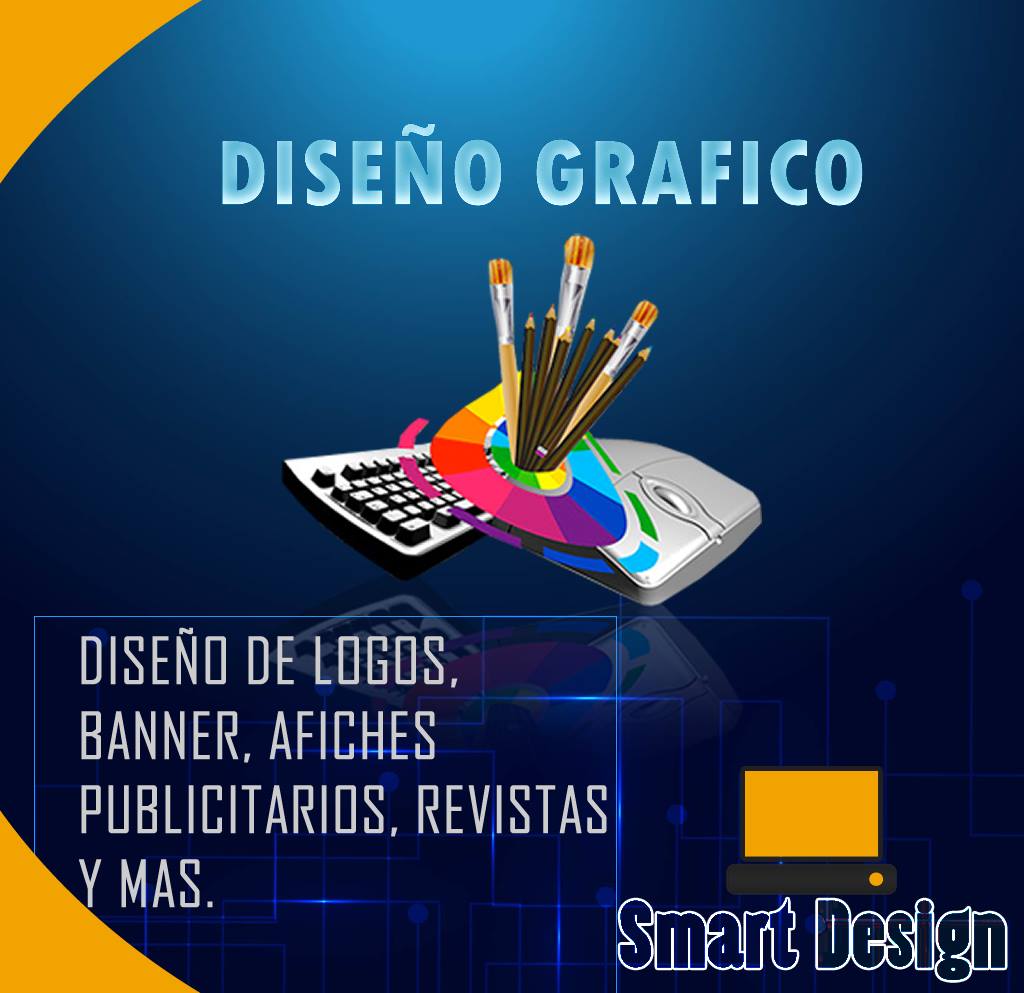 DISEÑO GRAFICO
DISEÑO DE LOGOS,
BANNER, AFICHES
PUBLICITARIOS, REVISTAS
Y MAS.
Smart Design